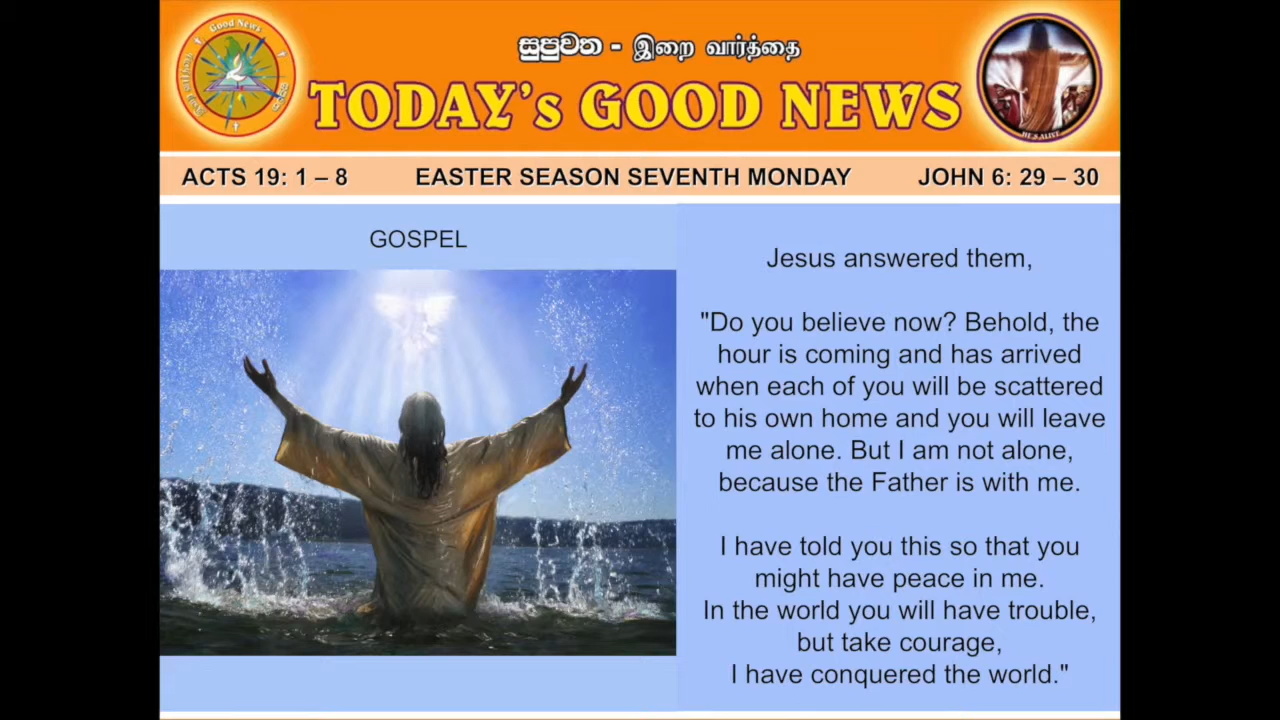 Good News
සුපුවත - இறை வார்த்தை
TODAY's GOOD NEWS
HE'S ALIVE
ACTS 19: 1 – 8
EASTER SEASON SEVENTH MONDAY
JOHN 6: 29 – 30
GOSPEL
Jesus answered them,
"Do you believe now? Behold, the
hour is coming and has arrived
when each of you will be scattered
to his own home and you will leave
me alone. But I am not alone,
because the Father is with me.
I have told you this so that you
might have peace in me.
In the world you will have trouble,
but take courage,
I have conquered the world."